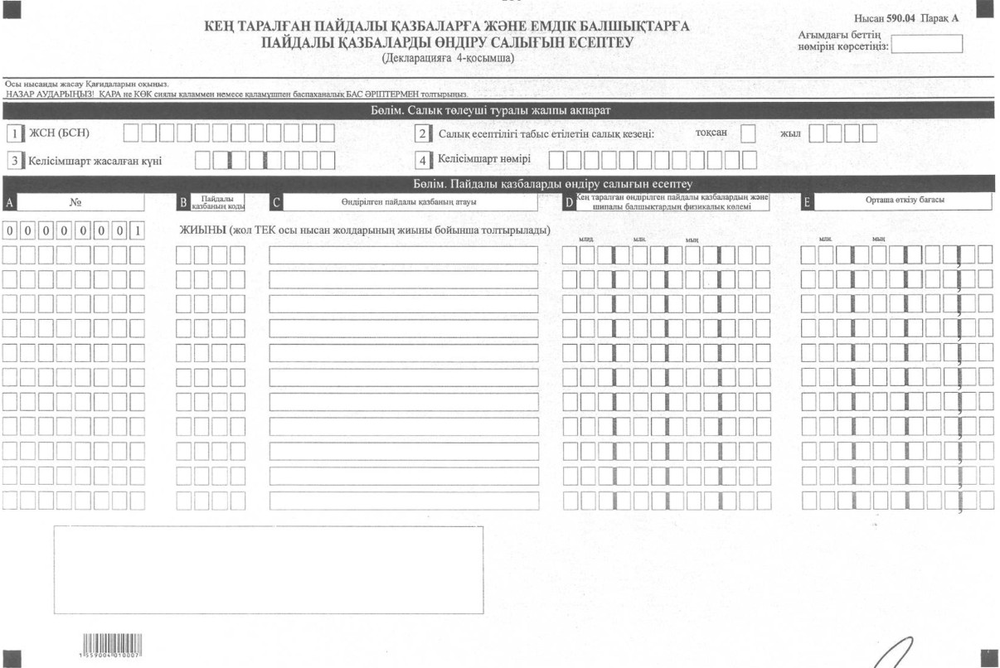 КЕҢ ТАРАЛҒАН ПАЙДАЛЫ ҚАЗБАЛАРҒА ЖӘНЕ ЕМДІК БАЛШЫҚТАРҒА
ПАЙДАЛЫ ҚАЗБАЛАРДЫ ӨНДІРУ САЛЫҒЫН ЕСЕПТЕУ
(Декларацияға 4-қосымша)
Нысан 590.04 Парақ А
Ағымдағы беттің
нөмірін көрсетіңіз:
Осы нысанды жасау Қағидаларын оқыңыз.
НАЗАР АУДАРЫҢЫЗ! ҚАРА не КӨК сиялы қаламмен немесе қаламұшпен баспаханалық БАС ӘРІПТЕРМЕН толтырыңыз.
Бөлім. Салық төлеуші туралы жалпы ақпарат
1 ЖСН (БСН)
2 Салық есептілігі табыс етілетін салық кезеңі: тоқсан жыл
3 Келісімшарт жасалған күні
4 Келісімшарт нөмірі
Бөлім. Пайдалы қазбаларды өндіру салығын есептеу
A №
B Пайдалы
қазбаның коды
C Өндірілген пайдалы қазбаның атауы
D Кең таралған өндірілген пайдалы қазбалардың және
шипалы балшықтардың физикалық көлемі
E Орташа өткізу бағасы
0 0 0 0 0 0 0 1 ЖИЫНЫ (жол ТЕК осы нысан жолдарының жиыны бойынша толтырылады)
млрд. млн. мың
млн. мың
1 559004 010007